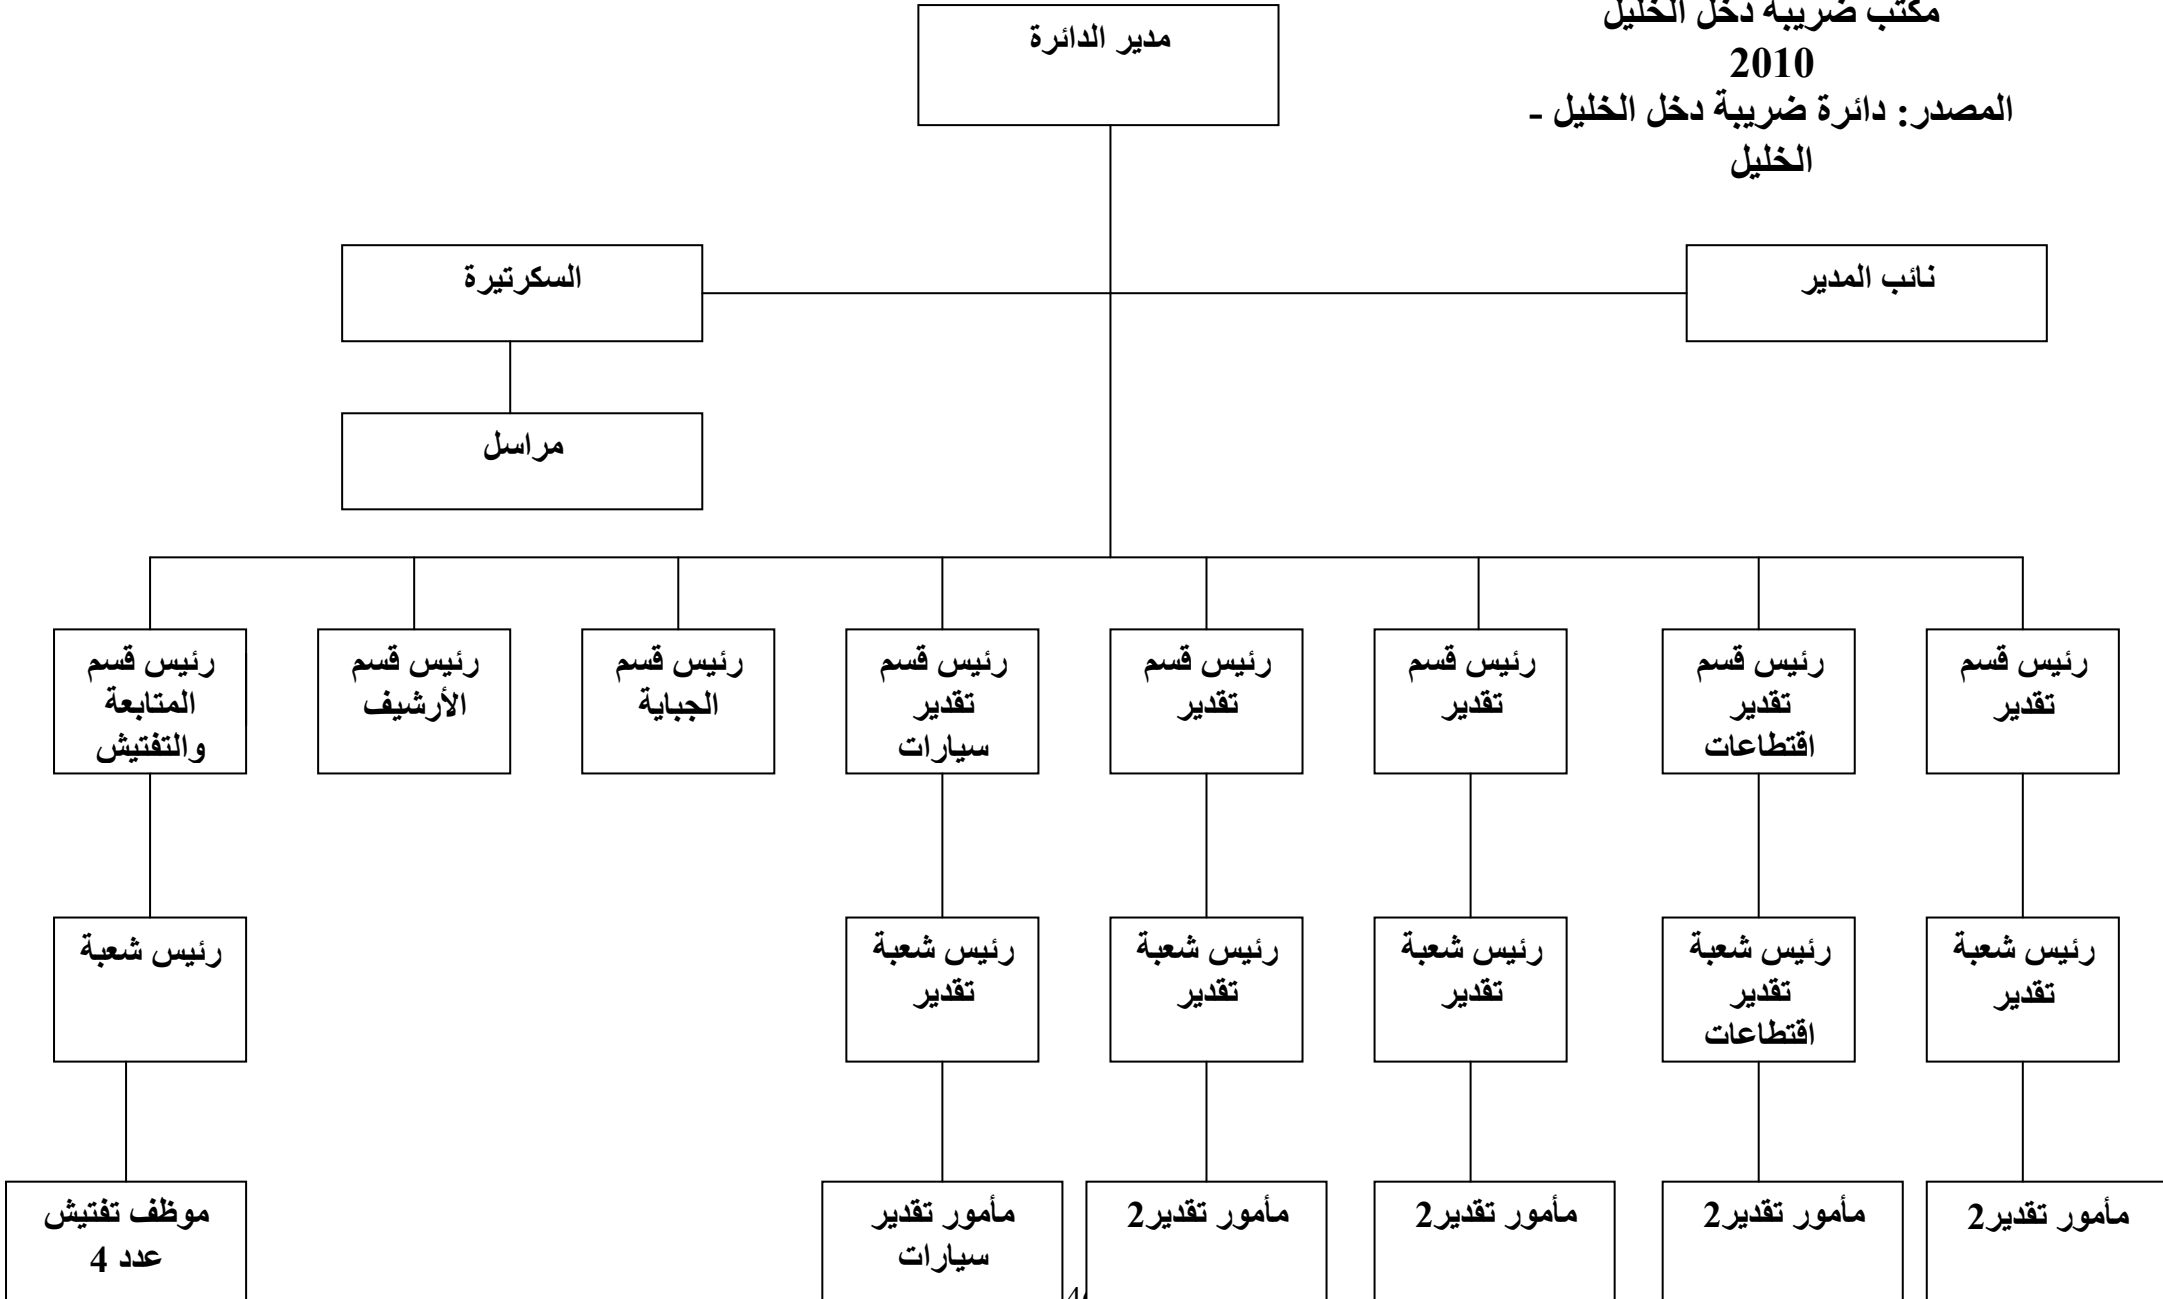 مكتب ضريبة دخل الخليل
2010
المصدر: دائرة ضريبة دخل الخليل -
الخليل
مدير الدائرة
نائب المدير
السكرتيرة
مراسل
رئيس قسم
تقدير
رئيس قسم
تقدير
اقتطاعات
رئيس قسم
تقدير
رئيس قسم
تقدير
رئيس قسم
تقدير
سيارات
رئيس قسم
الجباية
رئيس قسم
الأرشيف
رئيس قسم
المتابعة
والتفتيش
رئيس شعبة
تقدير
رئيس شعبة
تقدير
اقتطاعات
رئيس شعبة
تقدير
رئيس شعبة
تقدير
رئيس شعبة
تقدير
رئيس شعبة
مأمور تقدير2
مأمور تقدير2
مأمور تقدير2
مأمور تقدير2
مأمور تقدير
سيارات
موظف تفتيش
عدد 4